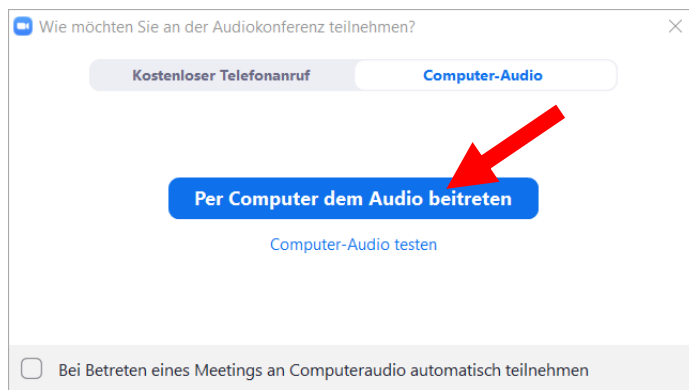 Wie möchten Sie an der Audiokonferenz teilnehmen?
Kostenloser Telefonanruf Computer-Audio
Per Computer dem Audio beitreten
Computer-Audio testen
Bei Betreten eines Meetings an Computeraudio automatisch teilnehmen